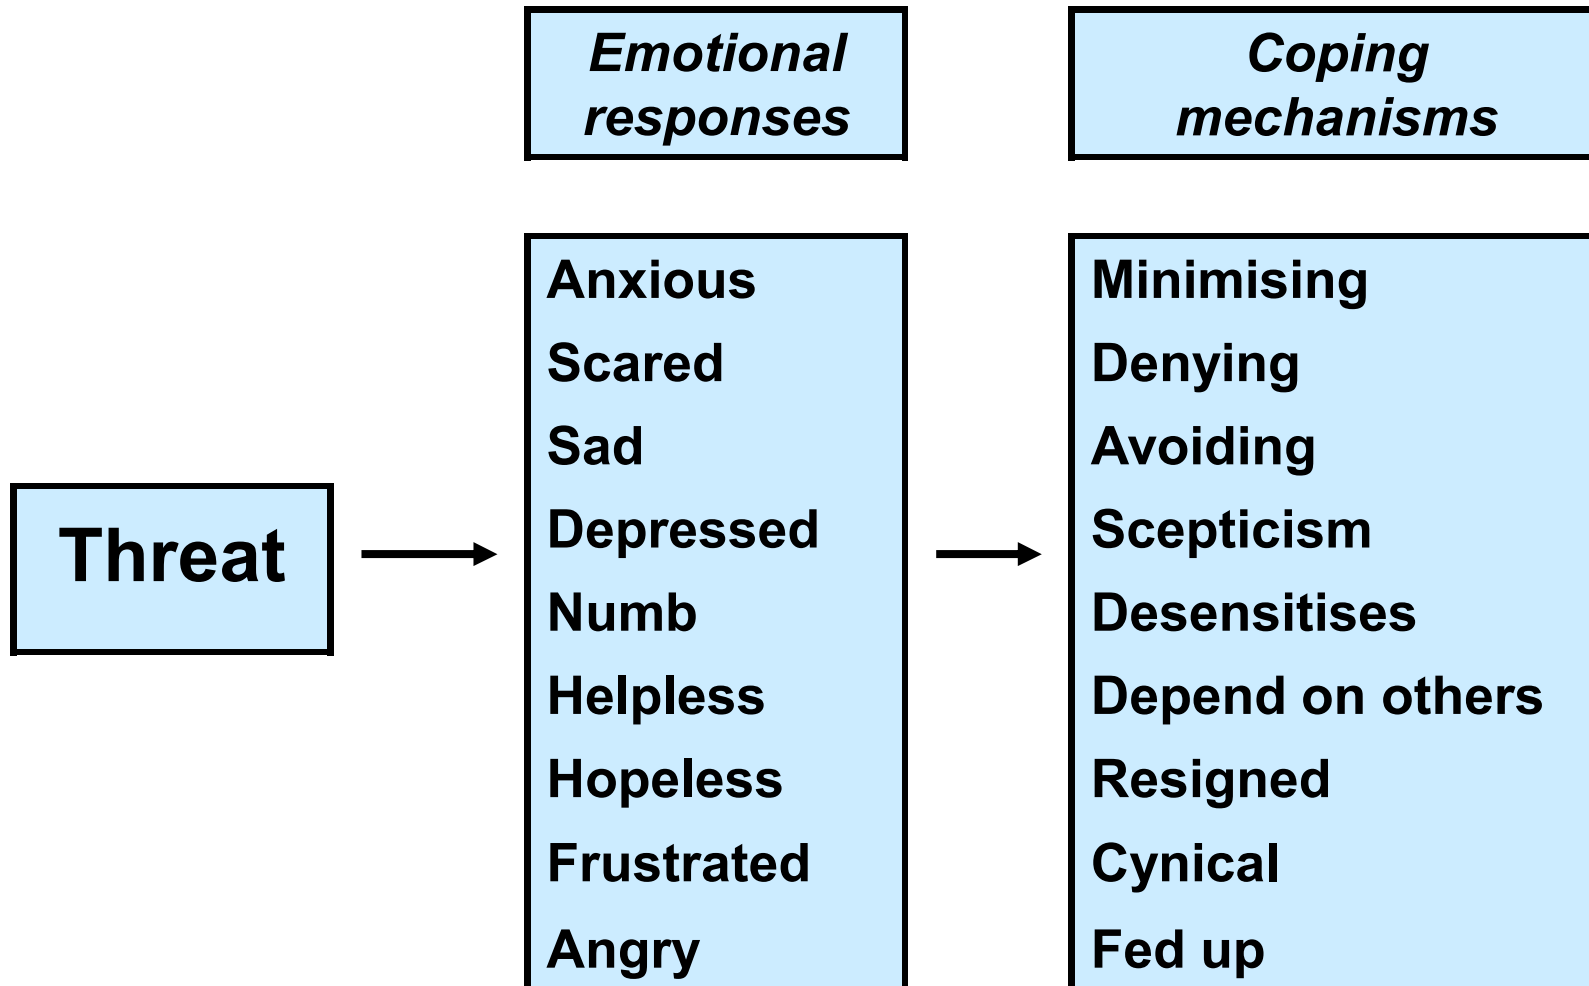 Emotional
responses
Coping
mechanisms
Threat
Anxious
Scared
Sad
Depressed
Numb
Helpless
Hopeless
Frustrated
Angry
Minimising
Denying
Avoiding
Scepticism
Desensitises
Depend on others
Resigned
Cynical
Fed up